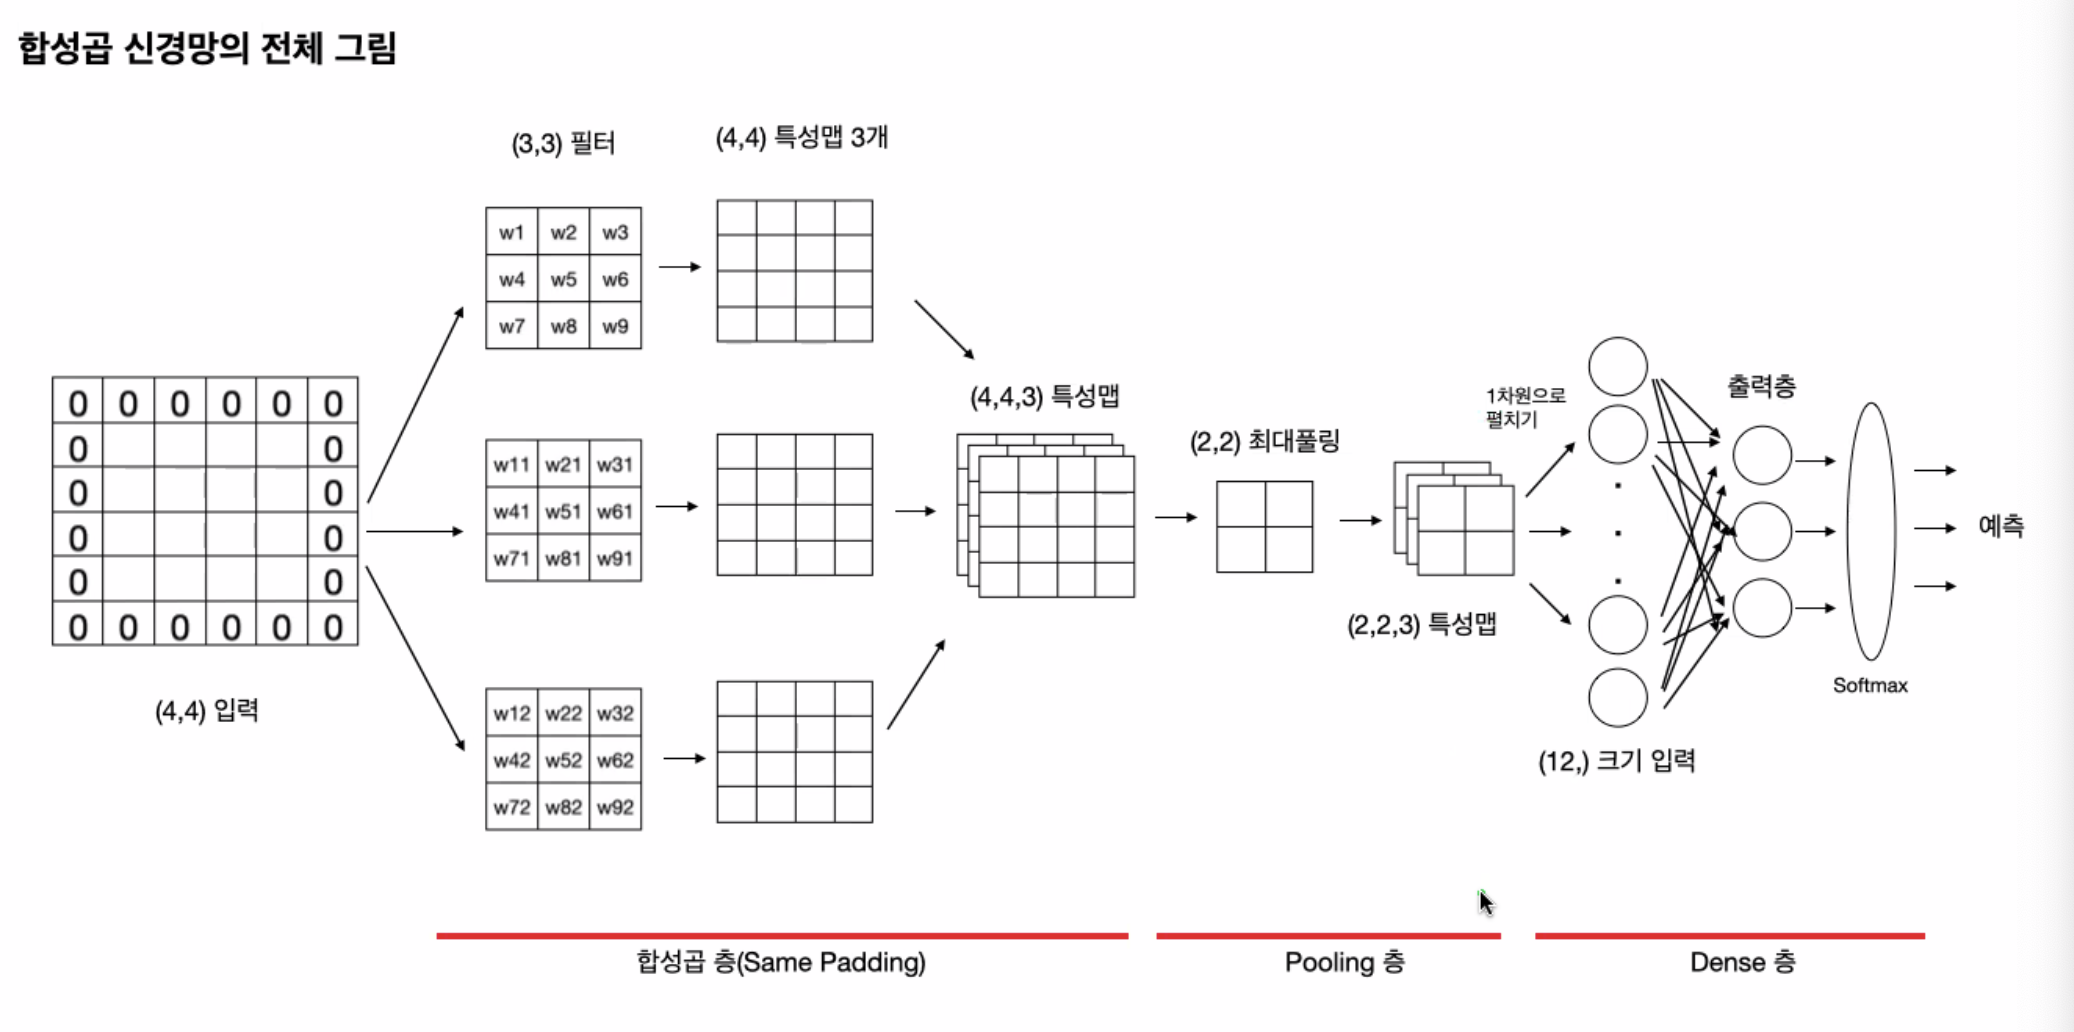 합성곱 신경망의 전체 그림
(3,3) 필터
(4,4) 특성맵 3개
w1 w2 w3
w4 w5 w6
w7 w8 w9
0 0 0 0 0 0
0 0
0 0
0 0
0 0
0 0 0 0 0 0
(4,4) 입력
w11 w21 w31
w41 w51 w61
w71 w81 w91
w12 w22 w32
w42 w52 w62
w72 w82 w92
(4,4,3) 특성맵
(2,2) 최대풀링
(2,2,3) 특성맵
1차원으로
펼치기
출력층
(12,) 크기 입력
Softmax
예측
합성곱 층(Same Padding)
Pooling 층
Dense 층